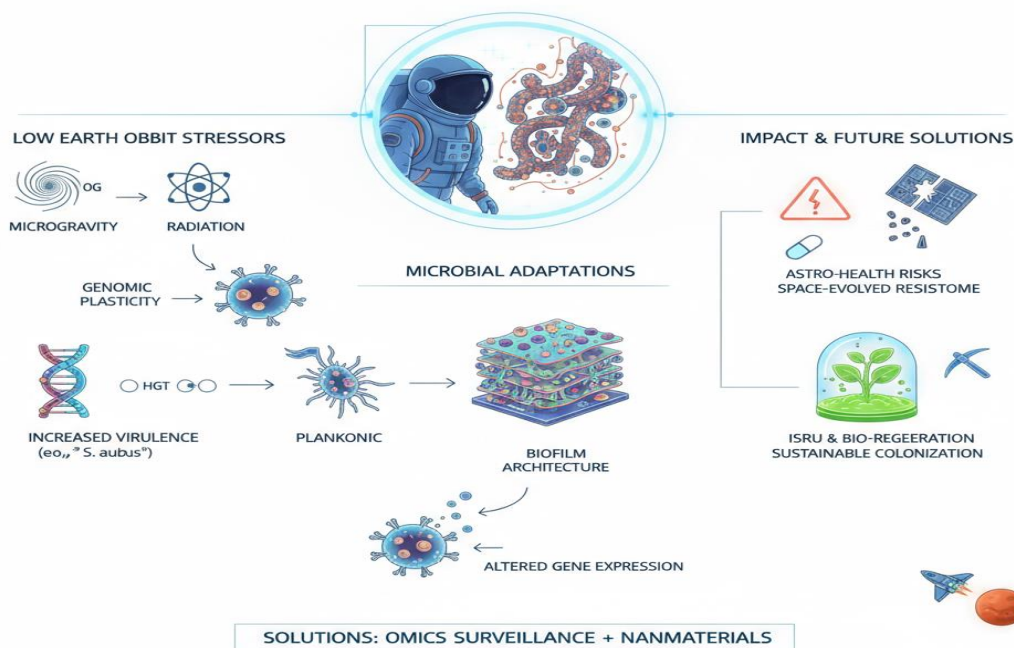 LOW EARTH OBBIT STRESSORS
OG
MICROGRAVITY
RADIATION
GENOMIC
PLASTICITY
HGT
INCREASED VIRULENCE
(eo,,” S. aubus”)
MICROBIAL ADAPTATIONS
PLANKONIC
BIOFILM
ARCHITECTURE
ALTERED GENE EXPRESSION
IMPACT & FUTURE SOLUTIONS
ASTRO-HEALTH RISKS
SPACE-EVOLYED RESISTOME
ISRU & BIO-REGEERATION
SUSTAINABLE COLONIZATION
SOLUTIONS: OMICS SURVEILLANCE + NANMATERIALS